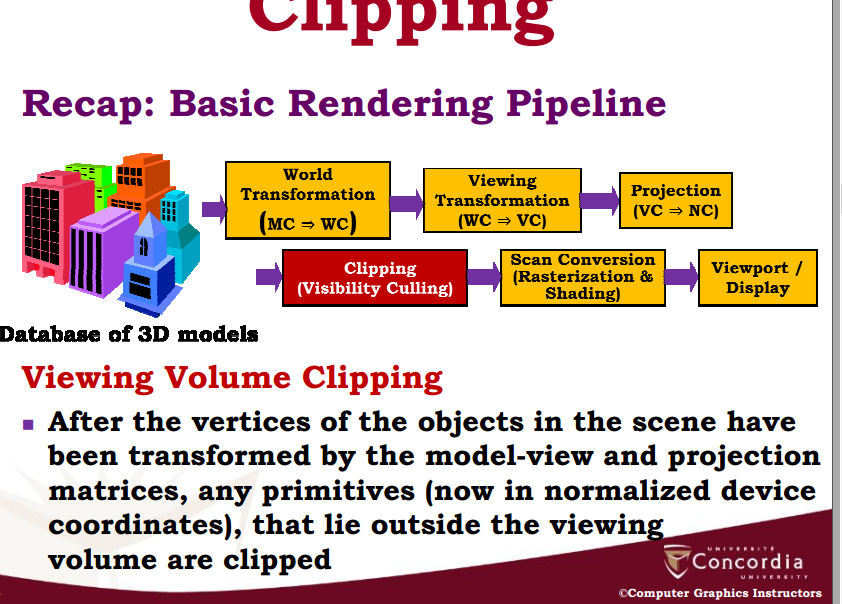 Clipping
Recap: Basic Rendering Pipeline
World
Transformation
(MC ⇒ WC)
Viewing
Transformation
(WC ⇒ VC)
Projection
(VC ⇒ NC)
Clipping
(Visibility Culling)
Scan Conversion
(Rasterization &
Shading)
Viewport /
Display
Database of 3D models
Viewing Volume Clipping
▪ After the vertices of the objects in the scene have
been transformed by the model-view and projection
matrices, any primitives (now in normalized device
coordinates), that lie outside the viewing
volume are clipped
UNIVERSITÉ
Concordia
UNIVERSITY
©Computer Graphics Instructors